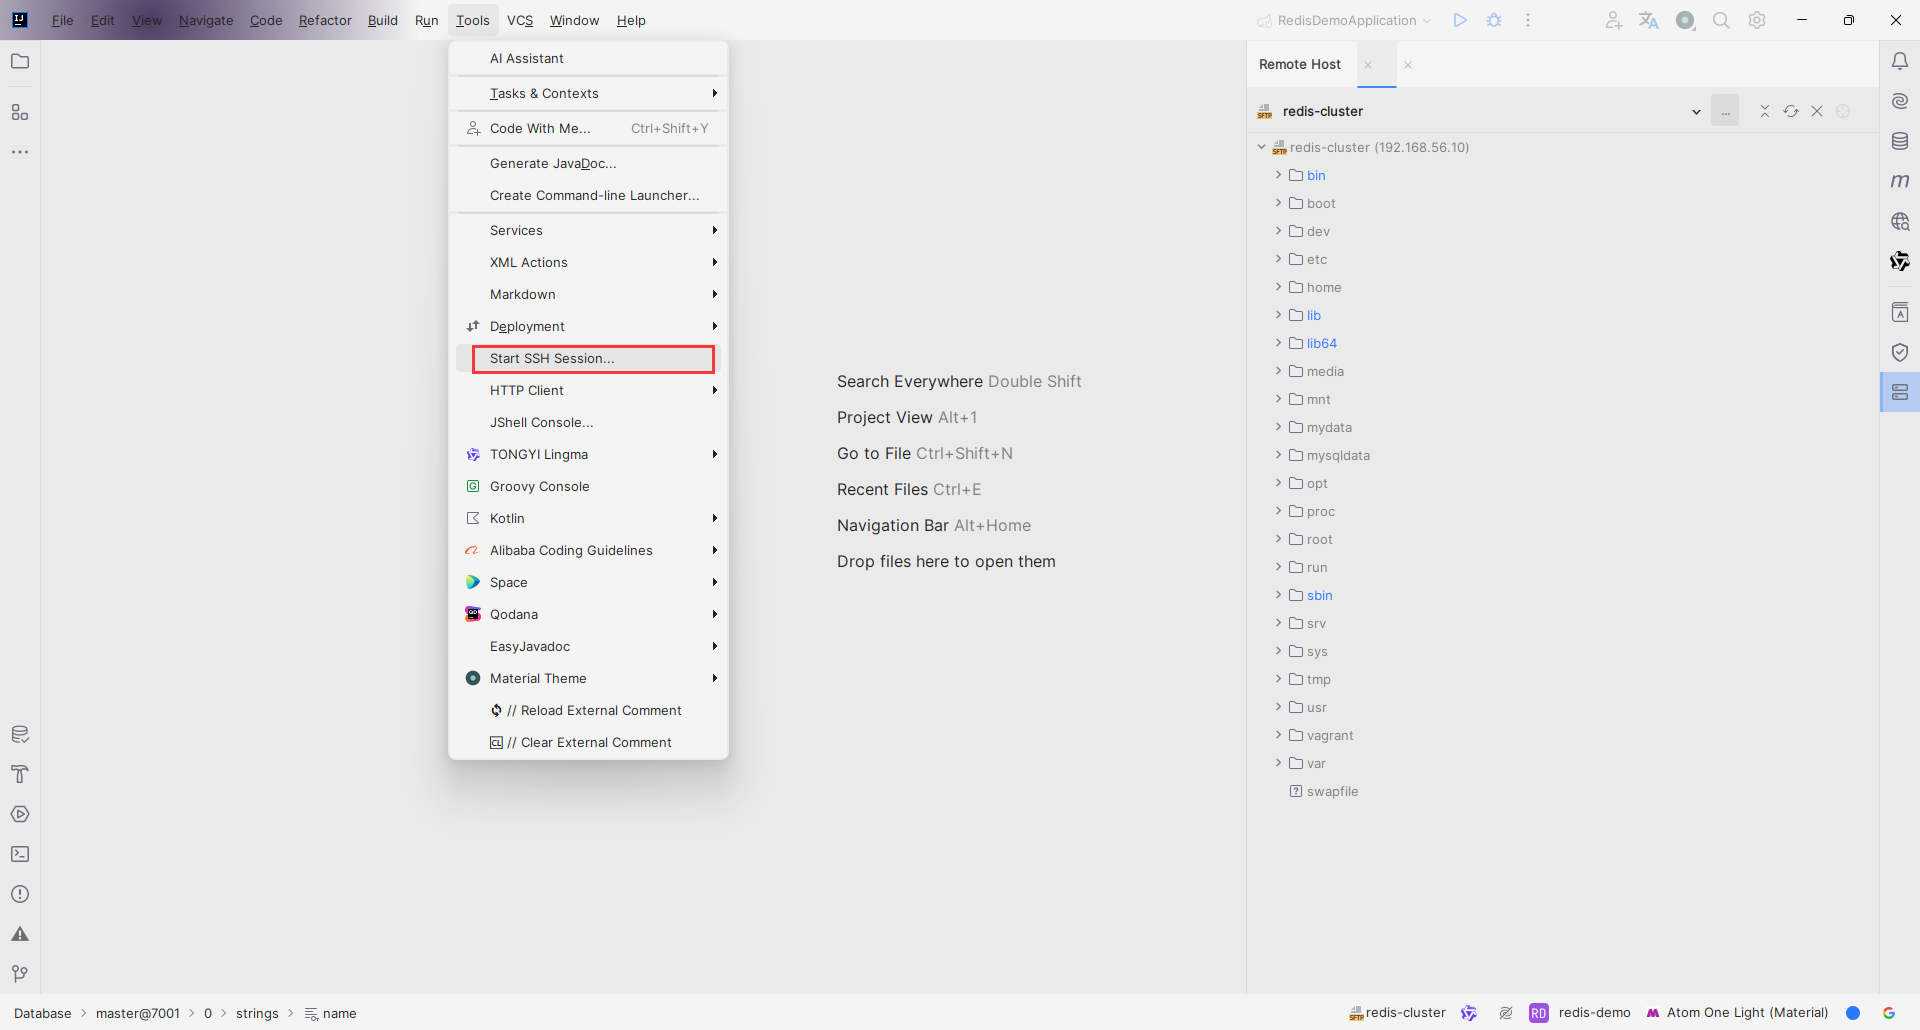 IJ File Edit View Navigate Code Refactor Build Run Tools VCS Window Help RedisDemoApplication
AI Assistant
Tasks & Contexts
Code With Me... Ctrl+Shift+Y
Generate JavaDoc...
Create Command-line Launcher...
Services
XML Actions
Markdown
Deployment
Start SSH Session...
HTTP Client
JShell Console...
TONGYI Lingma
G Groovy Console
Kotlin
Alibaba Coding Guidelines
Space
Qodana
EasyJavadoc
Material Theme
// Reload External Comment
CL // Clear External Comment
Search Everywhere Double Shift
Project View Alt+1
Go to File Ctrl+Shift+N
Recent Files Ctrl+E
Navigation Bar Alt+Home
Drop files here to open them
Remote Host
SFTP redis-cluster ...
SFTP redis-cluster (192.168.56.10)
bin
boot
dev
etc
home
lib
lib64
media
mnt
mydata
mysqldata
opt
proc
root
run
sbin
srv
sys
tmp
usr
vagrant
var
? swapfile
m
A
Database master@7001 0 strings name
SFTP redis-cluster RD redis-demo Atom One Light (Material) G